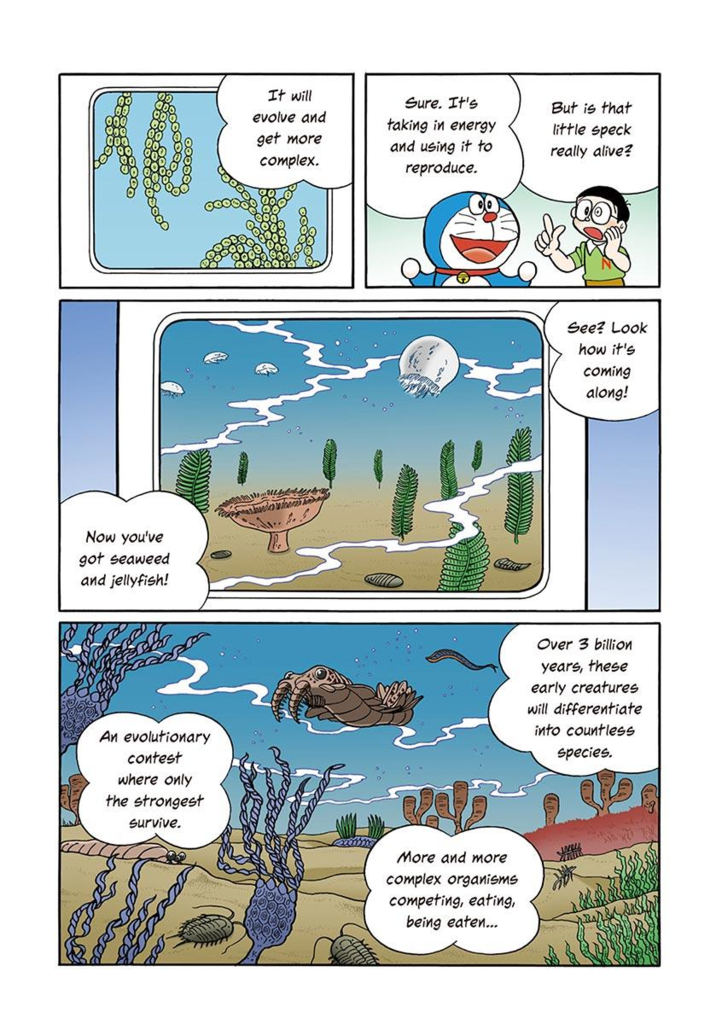 But is that
little speck
really alive?
Sure. It's
taking in energy
and using it to
reproduce.
N
It will
evolve and
get more
complex.
See? Look
how it's
coming
along!
Now you've
got seaweed
and jellyfish!
Over 3 billion
years, these
early creatures
will differentiate
into countless
species.
More and more
complex organisms
competing, eating,
being eaten...
An evolutionary
contest
where only
the strongest
survive.